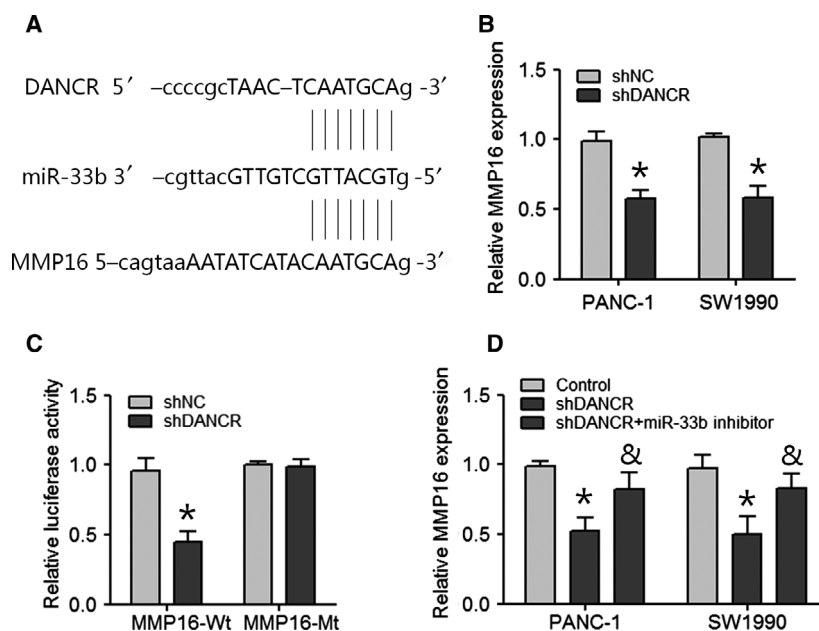 A
DANCR 5′ –ccccgcTAAC–TCAATGCAg -3′
miR-33b 3′ –cgttacGTTGTCGTTACGTg -5′
MMP16 5–cagtaaAATATCATACAATGCAg -3′
B
Relative MMP16 expression
1.5
1.0
0.5
0.0
shNC
shDANCR
*
*
PANC-1
SW1990
C
Relative luciferase activity
1.5
1.0
0.5
0.0
shNC
shDANCR
*
MMP16-Wt
MMP16-Mt
D
Relative MMP16 expression
1.5
1.0
0.5
0.0
Control
shDANCR
shDANCR+miR-33b inhibitor
*
&
*
&
PANC-1
SW1990